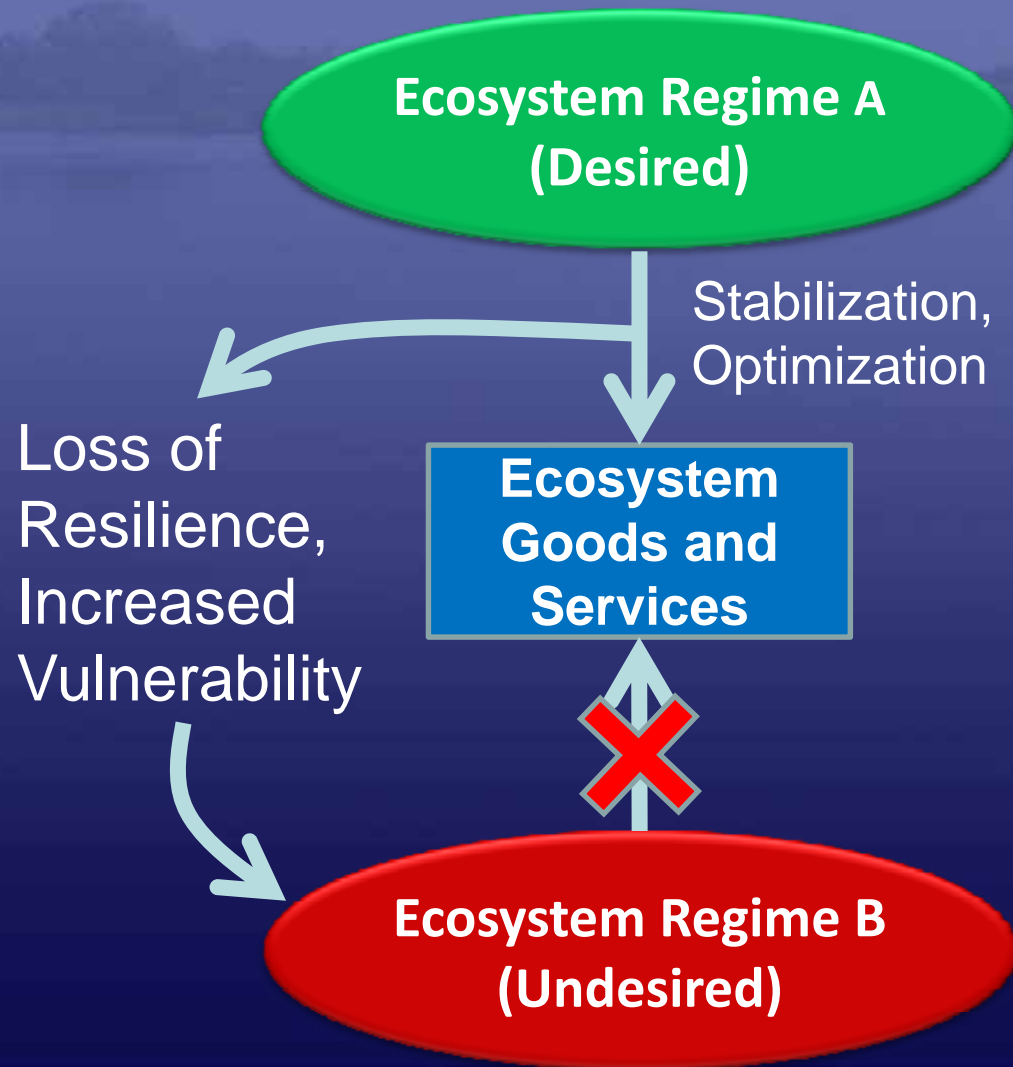 Ecosystem Regime A
(Desired)
Stabilization,
Optimization
Loss of
Resilience,
Increased
Vulnerability
Ecosystem
Goods and
Services
Ecosystem Regime B
(Undesired)